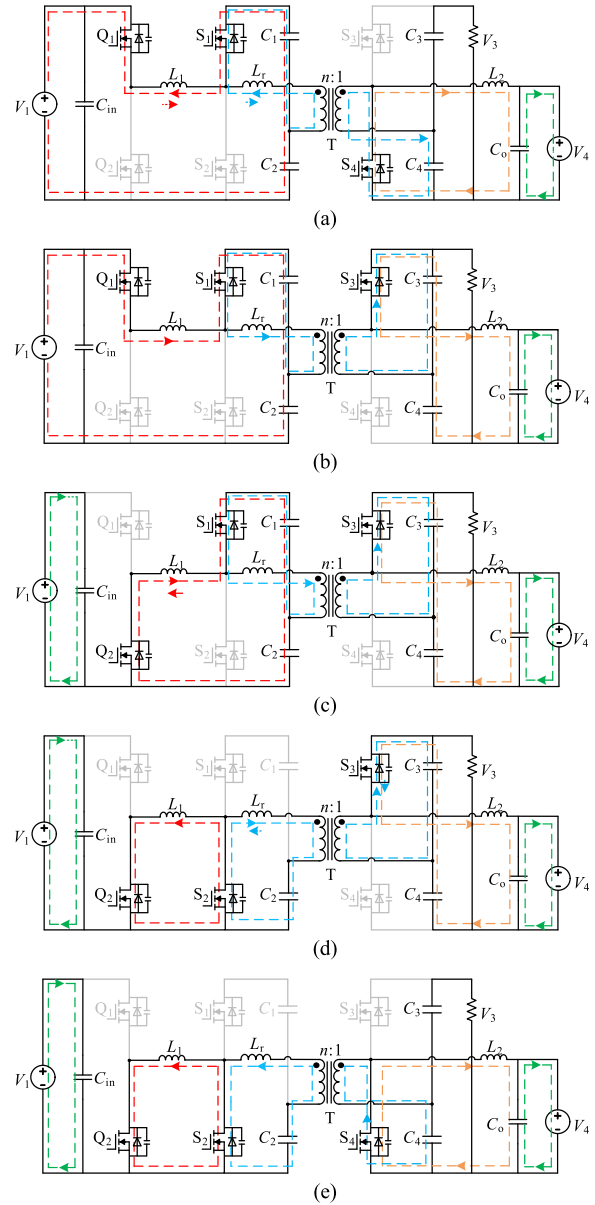 Q1 S1 C1 S3 C3 V3
L1 Lr n:1 L2
V1 Cin T Co V4
Q2 S2 C2 S4 C4
(a)
Q1 S1 C1 S3 C3 V3
L1 Lr n:1 L2
V1 Cin T Co V4
Q2 S2 C2 S4 C4
(b)
Q1 S1 C1 S3 C3 V3
L1 Lr n:1 L2
V1 Cin T Co V4
Q2 S2 C2 S4 C4
(c)
Q1 S1 C1 S3 C3 V3
L1 Lr n:1 L2
V1 Cin T Co V4
Q2 S2 C2 S4 C4
(d)
Q1 S1 C1 S3 C3 V3
L1 Lr n:1 L2
V1 Cin T Co V4
Q2 S2 C2 S4 C4
(e)